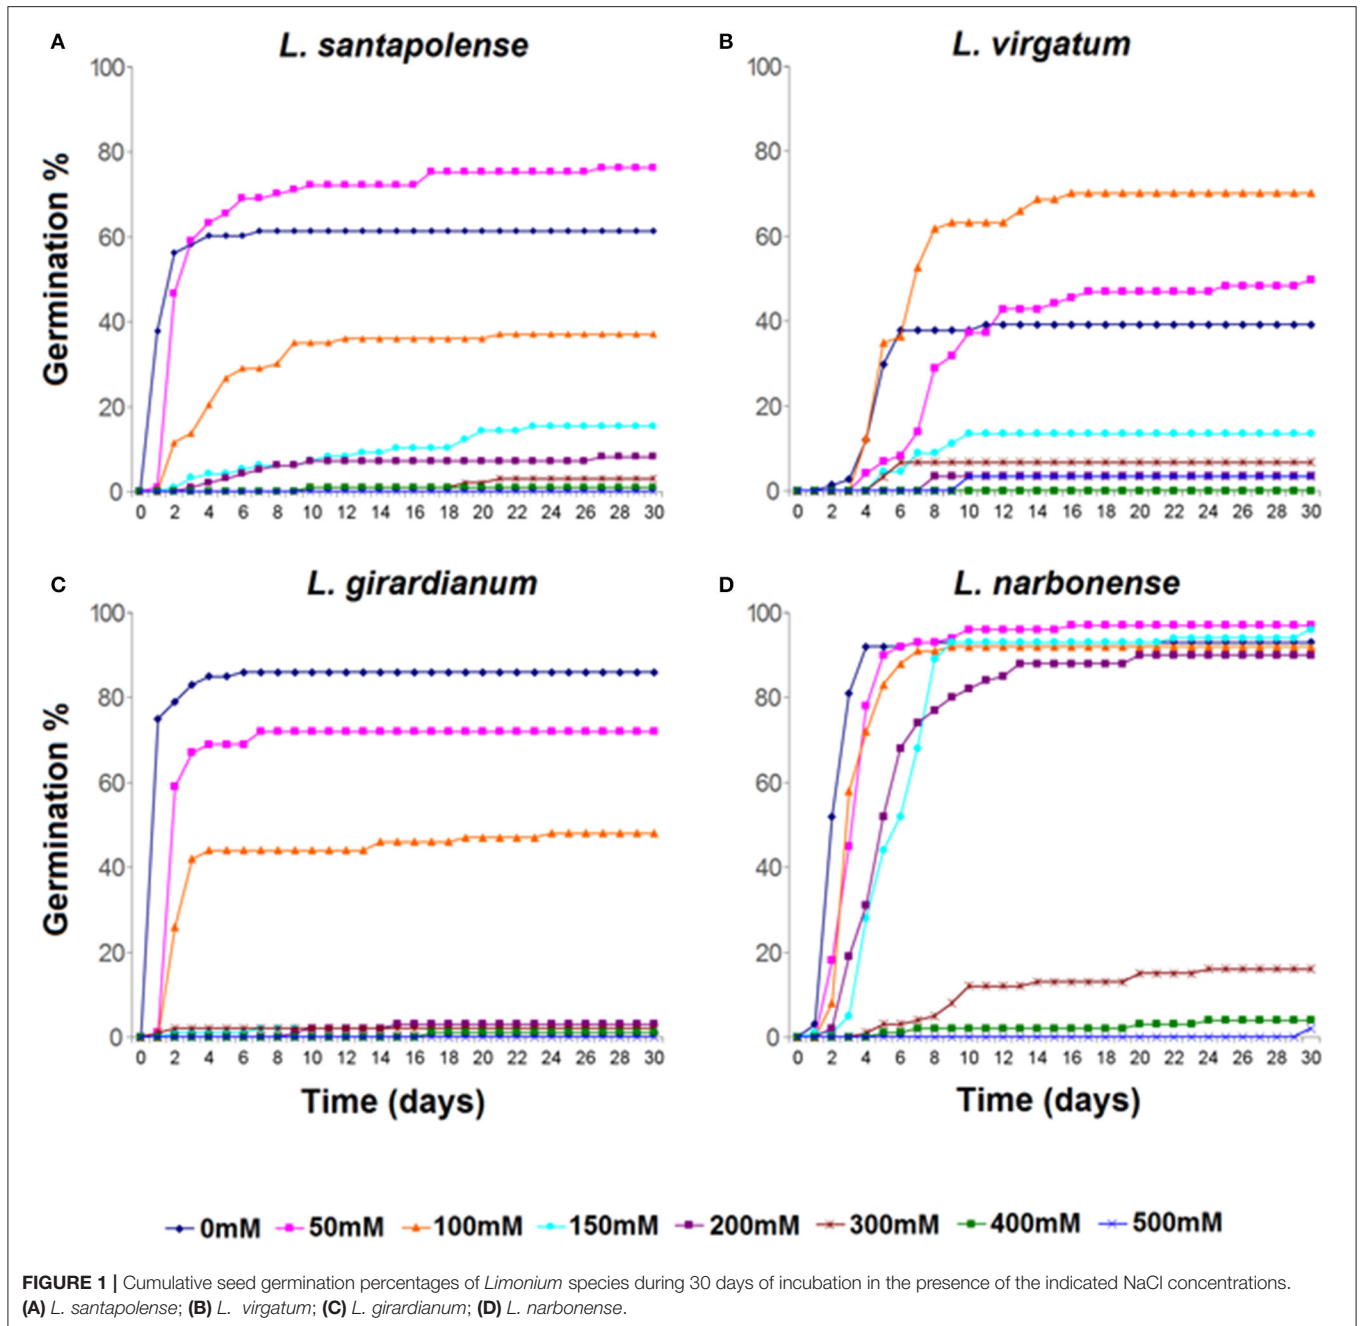 A
L. santapolense
B
L. virgatum
100
80
60
40
20
0
Germination %
0 2 4 6 8 10 12 14 16 18 20 22 24 26 28 30
100
80
60
40
20
0
0 2 4 6 8 10 12 14 16 18 20 22 24 26 28 30
C
L. girardianum
D
L. narbonense
100
80
60
40
20
0
Germination %
0 2 4 6 8 10 12 14 16 18 20 22 24 26 28 30
Time (days)
100
80
60
40
20
0
0 2 4 6 8 10 12 14 16 18 20 22 24 26 28 30
Time (days)
0mM 50mM 100mM 150mM 200mM 300mM 400mM 500mM
FIGURE 1 | Cumulative seed germination percentages of Limonium species during 30 days of incubation in the presence of the indicated NaCl concentrations.
(A) L. santapolense; (B) L. virgatum; (C) L. girardianum; (D) L. narbonense.